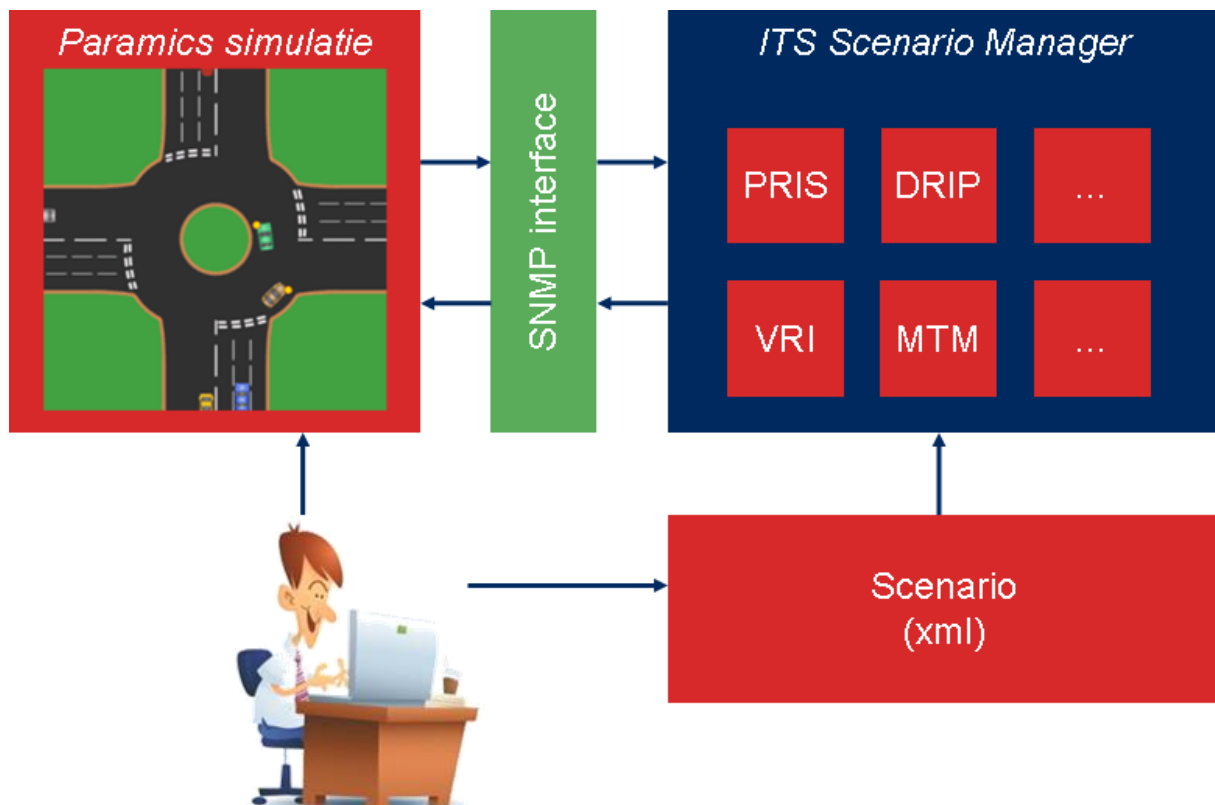 Paramics simulatie
SNMP interface
ITS Scenario Manager
PRIS
DRIP
...
VRI
MTM
...
Scenario
(xml)